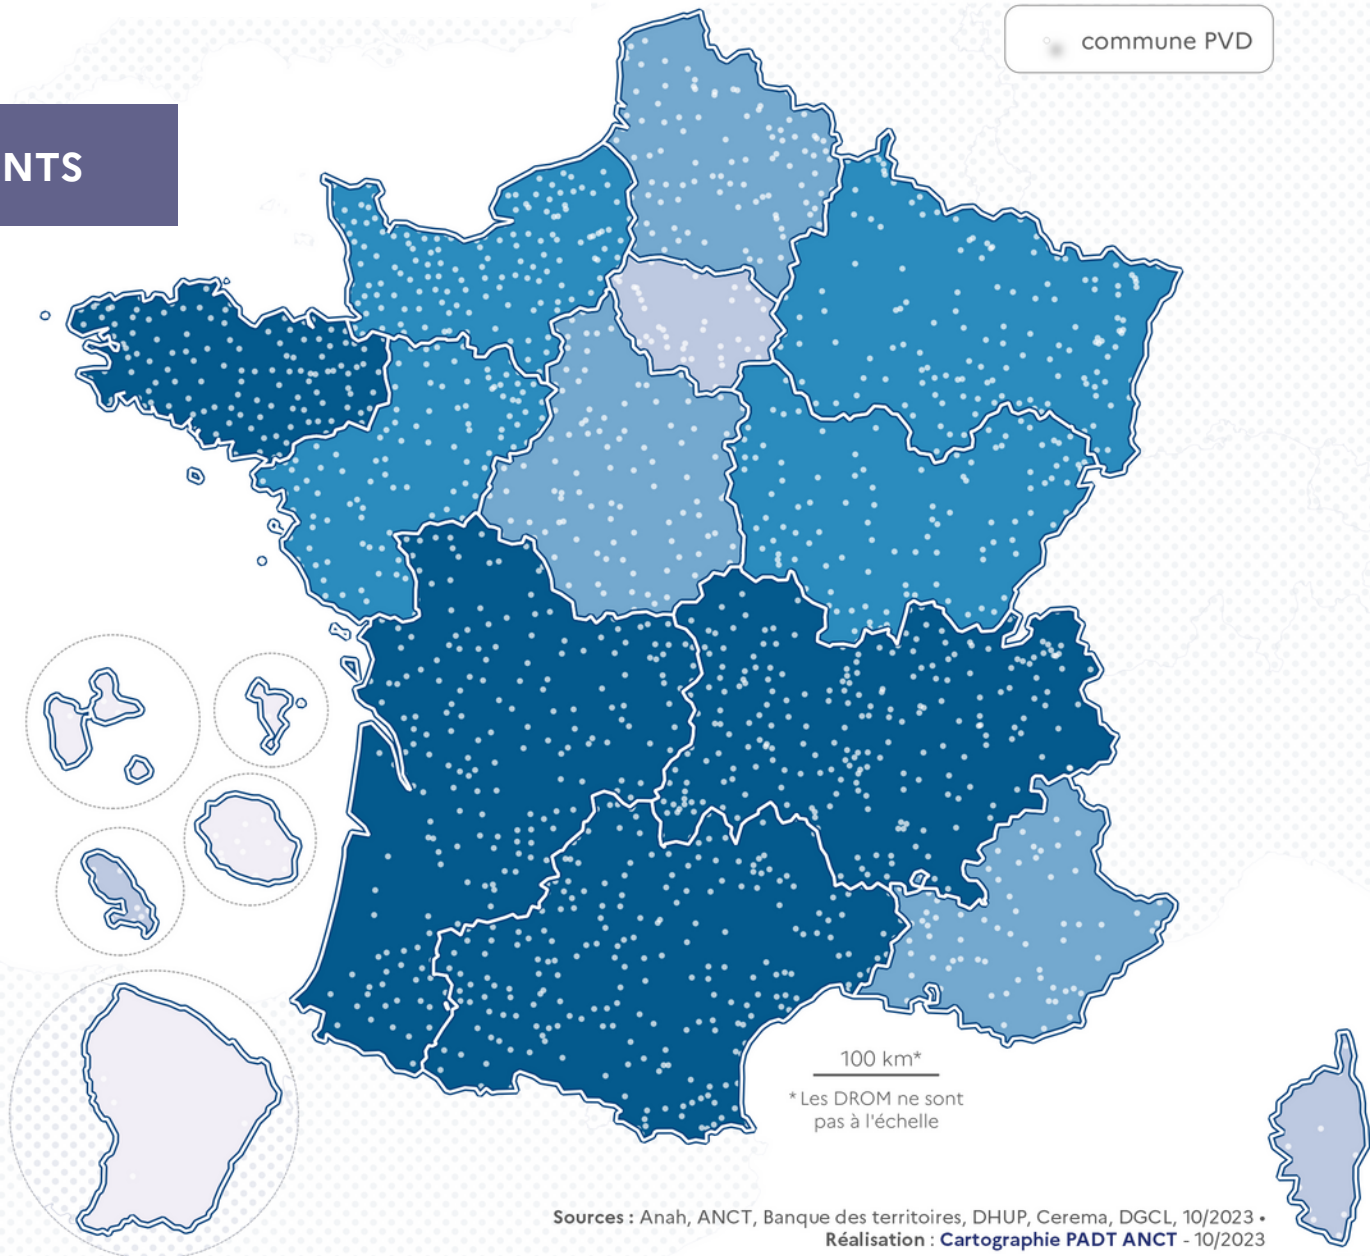 commune PVD
NTS
100 km*
* Les DROM ne sont
pas à l'échelle
Sources : Anah, ANCT, Banque des territoires, DHUP, Cerema, DGCL, 10/2023 •
Réalisation : Cartographie PADT ANCT - 10/2023